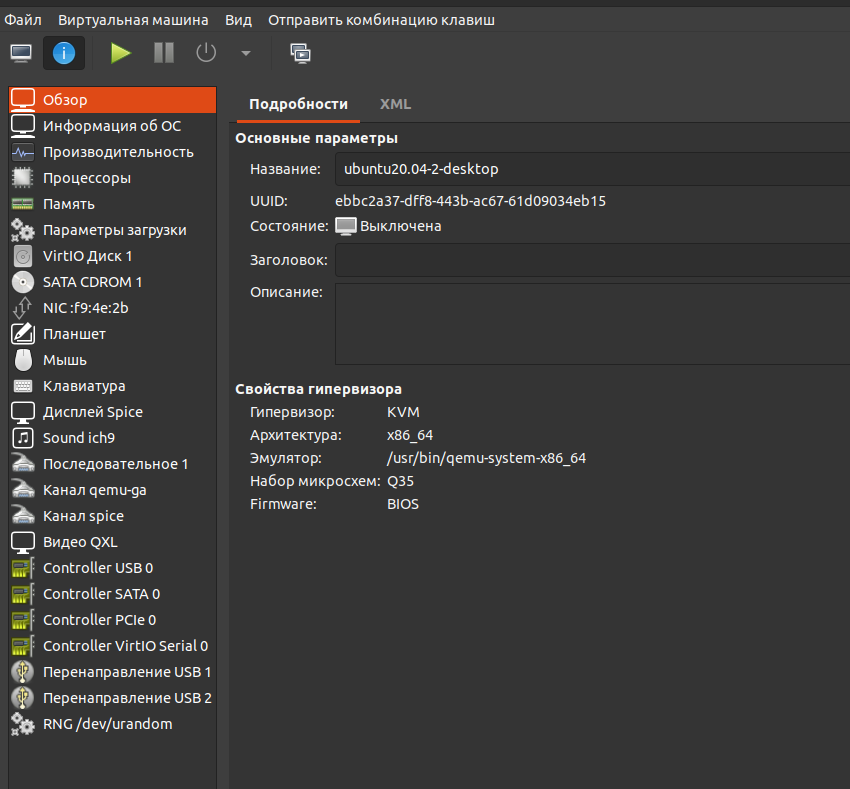 Файл Виртуальная машина Вид Отправить комбинацию клавиш
Обзор
Информация об ОС
Производительность
Процессоры
Память
Параметры загрузки
VirtIO Диск 1
SATA CDROM 1
NIC :f9:4e:2b
Планшет
Мышь
Клавиатура
Дисплей Spice
Sound ich9
Последовательное 1
Канал qemu-ga
Канал spice
Видео QXL
Controller USB 0
Controller SATA 0
Controller PCIe 0
Controller VirtIO Serial 0
Перенаправление USB 1
Перенаправление USB 2
RNG /dev/urandom
Подробности XML
Основные параметры
Название: ubuntu20.04-2-desktop
UUID: ebbc2a37-dff8-443b-ac67-61d09034eb15
Состояние: Выключена
Заголовок:
Описание:
Свойства гипервизора
Гипервизор: KVM
Архитектура: x86_64
Эмулятор: /usr/bin/qemu-system-x86_64
Набор микросхем: Q35
Firmware: BIOS